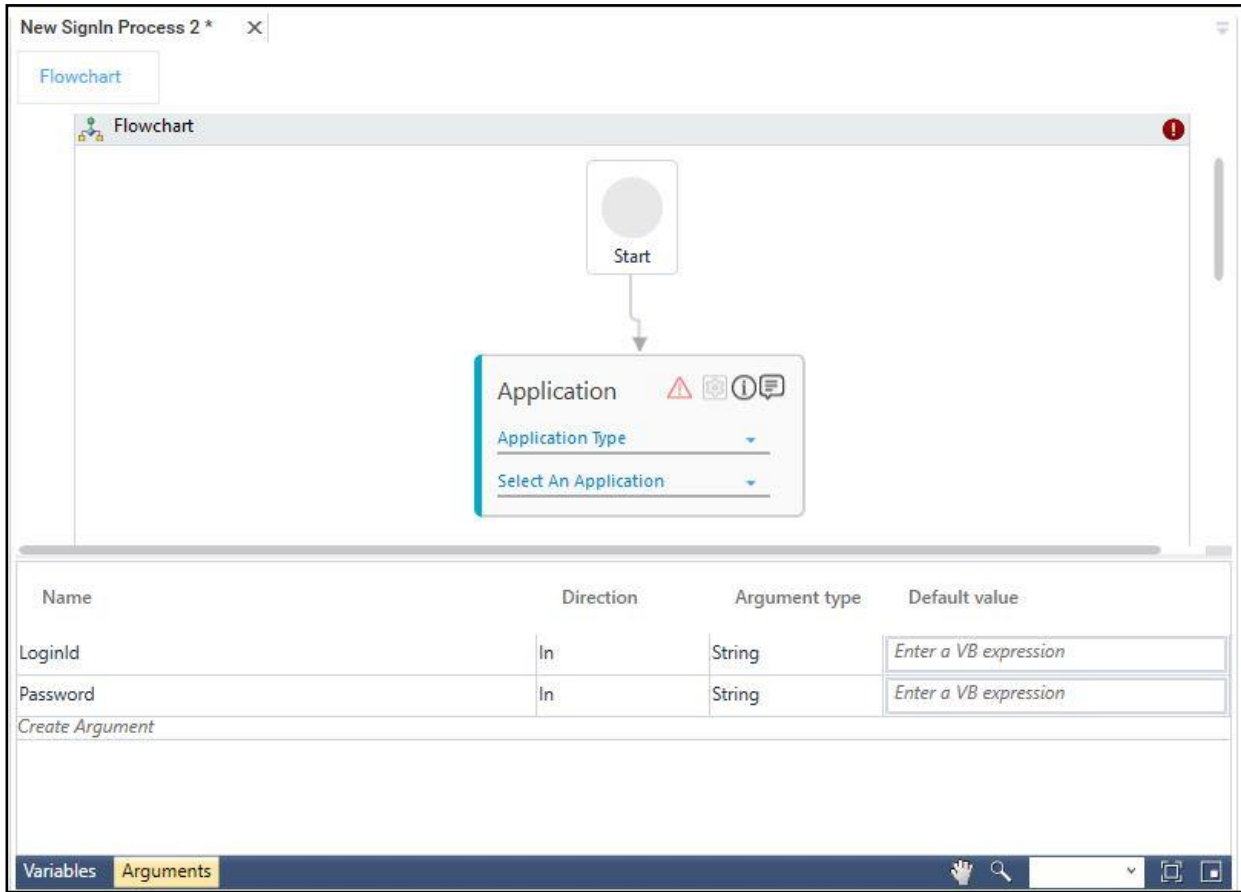 New SignIn Process 2 *
Flowchart
Flowchart
Start
Application
Application Type
Select An Application
Name Direction Argument type Default value
LoginId In String Enter a VB expression
Password In String Enter a VB expression
Create Argument
Variables Arguments